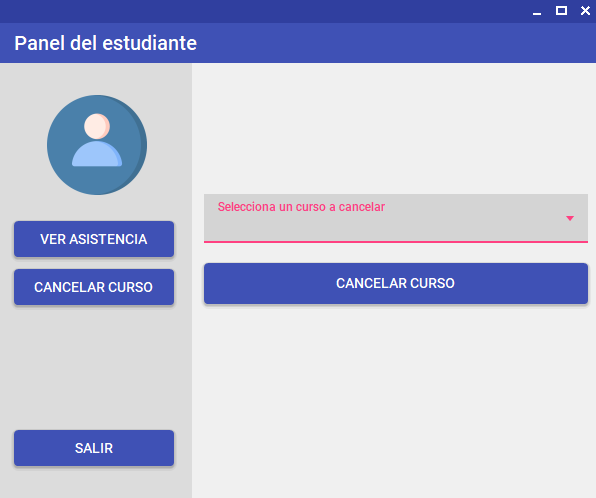 Panel del estudiante
VER ASISTENCIA
CANCELAR CURSO
SALIR
Selecciona un curso a cancelar
CANCELAR CURSO